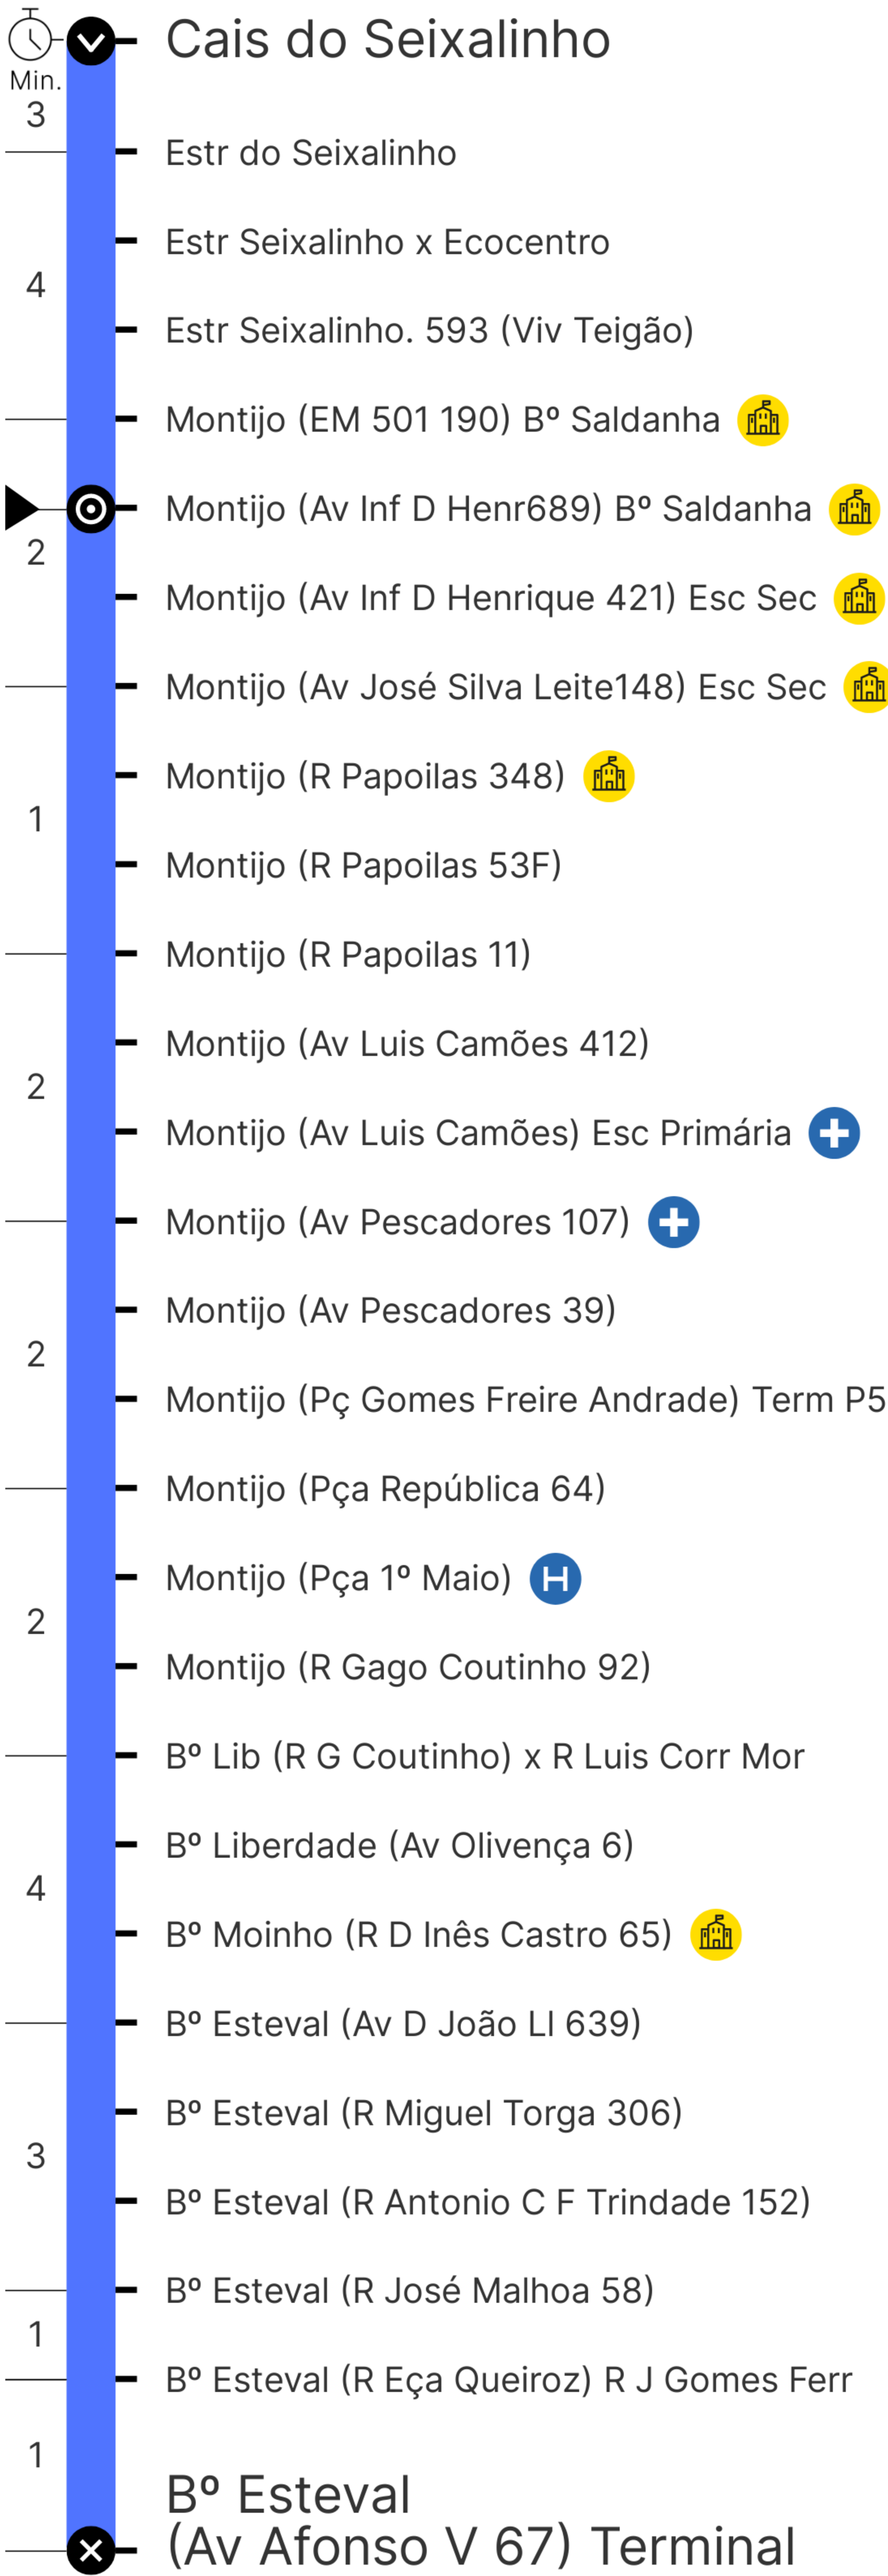 Cais do Seixalinho
Min.
3
Estr do Seixalinho
Estr Seixalinho x Ecocentro
4
Estr Seixalinho. 593 (Viv Teigão)
Montijo (EM 501 190) Bº Saldanha
Montijo (Av Inf D Henr689) Bº Saldanha
2
Montijo (Av Inf D Henrique 421) Esc Sec
Montijo (Av José Silva Leite148) Esc Sec
Montijo (R Papoilas 348)
1
Montijo (R Papoilas 53F)
Montijo (R Papoilas 11)
Montijo (Av Luis Camões 412)
2
Montijo (Av Luis Camões) Esc Primária
Montijo (Av Pescadores 107)
Montijo (Av Pescadores 39)
2
Montijo (Pç Gomes Freire Andrade) Term P5
Montijo (Pça República 64)
Montijo (Pça 1º Maio) H
2
Montijo (R Gago Coutinho 92)
Bº Lib (R G Coutinho) x R Luis Corr Mor
Bº Liberdade (Av Olivença 6)
4
Bº Moinho (R D Inês Castro 65)
Bº Esteval (Av D João LI 639)
Bº Esteval (R Miguel Torga 306)
3
Bº Esteval (R Antonio C F Trindade 152)
Bº Esteval (R José Malhoa 58)
1
Bº Esteval (R Eça Queiroz) R J Gomes Ferr
1
Bº Esteval
(Av Afonso V 67) Terminal